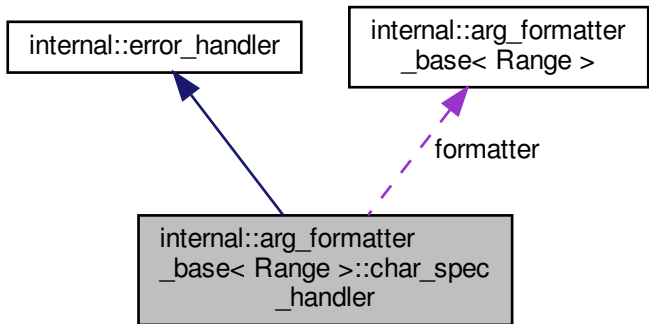 internal::error_handler
internal::arg_formatter
_base< Range >
formatter
internal::arg_formatter
_base< Range >::char_spec
_handler